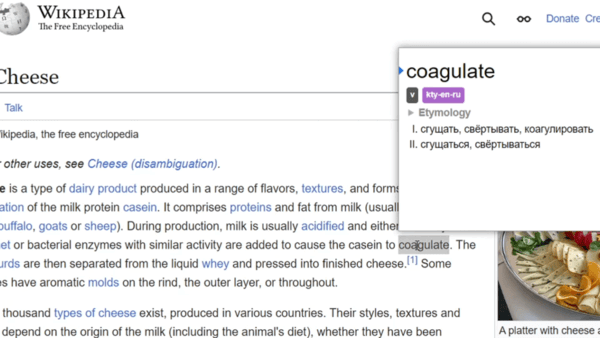 WIKIPEDIA
The Free Encyclopedia
Donate Cre
Cheese
Talk
ikipedia, the free encyclopedia
r other uses, see Cheese (disambiguation).
e is a type of dairy product produced in a range of flavors, textures, and forms
ation of the milk protein casein. It comprises proteins and fat from milk (usual
buffalo, goats or sheep). During production, milk is usually acidified and either
et or bacterial enzymes with similar activity are added to cause the casein to coagulate. The
urds are then separated from the liquid whey and pressed into finished cheese.[1] Some
es have aromatic molds on the rind, the outer layer, or throughout.
thousand types of cheese exist, produced in various countries. Their styles, textures and
depend on the origin of the milk (including the animal's diet), whether they have been
coagulate
v kty-en-ru
Etymology
I. сгущать, свёртывать, коагулировать
II. сгущаться, свёртываться
A platter with cheese a